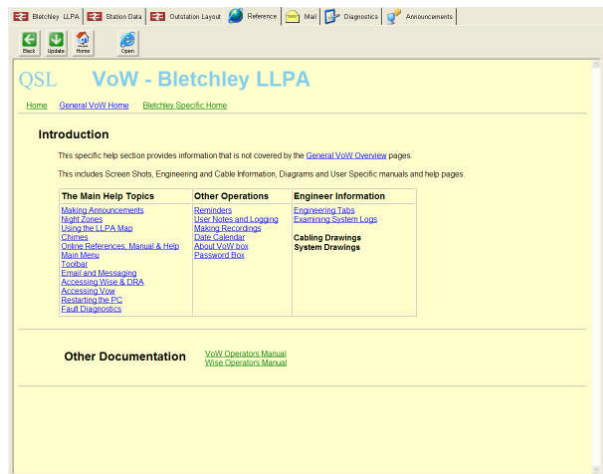 Bletchley LLPA Station Data Outstation Layout Reference Mail Diagnostics Announcements
Back Update Home Open
QSL VoW - Bletchley LLPA
Home General VoW Home Bletchley Specific Home
Introduction
This specific help section provides information that is not covered by the General VoW Overview pages.
This includes Screen Shots, Engineering and Cable Information, Diagrams and User Specific manuals and help pages.
The Main Help Topics Other Operations Engineer Information
Making Announcements Reminders Engineering Tabs
Night Zones User Notes and Logging Examining System Logs
Using the LLPA Map Making Recordings
Chimes Date Calendar Cabling Drawings
Online References, Manual & Help About VoW box System Drawings
Main Menu Password Box
Toolbar
Email and Messaging
Accessing Wise & DRA
Accessing Vow
Restarting the PC
Fault Diagnostics
Other Documentation VoW Operators Manual
Wise Operators Manual